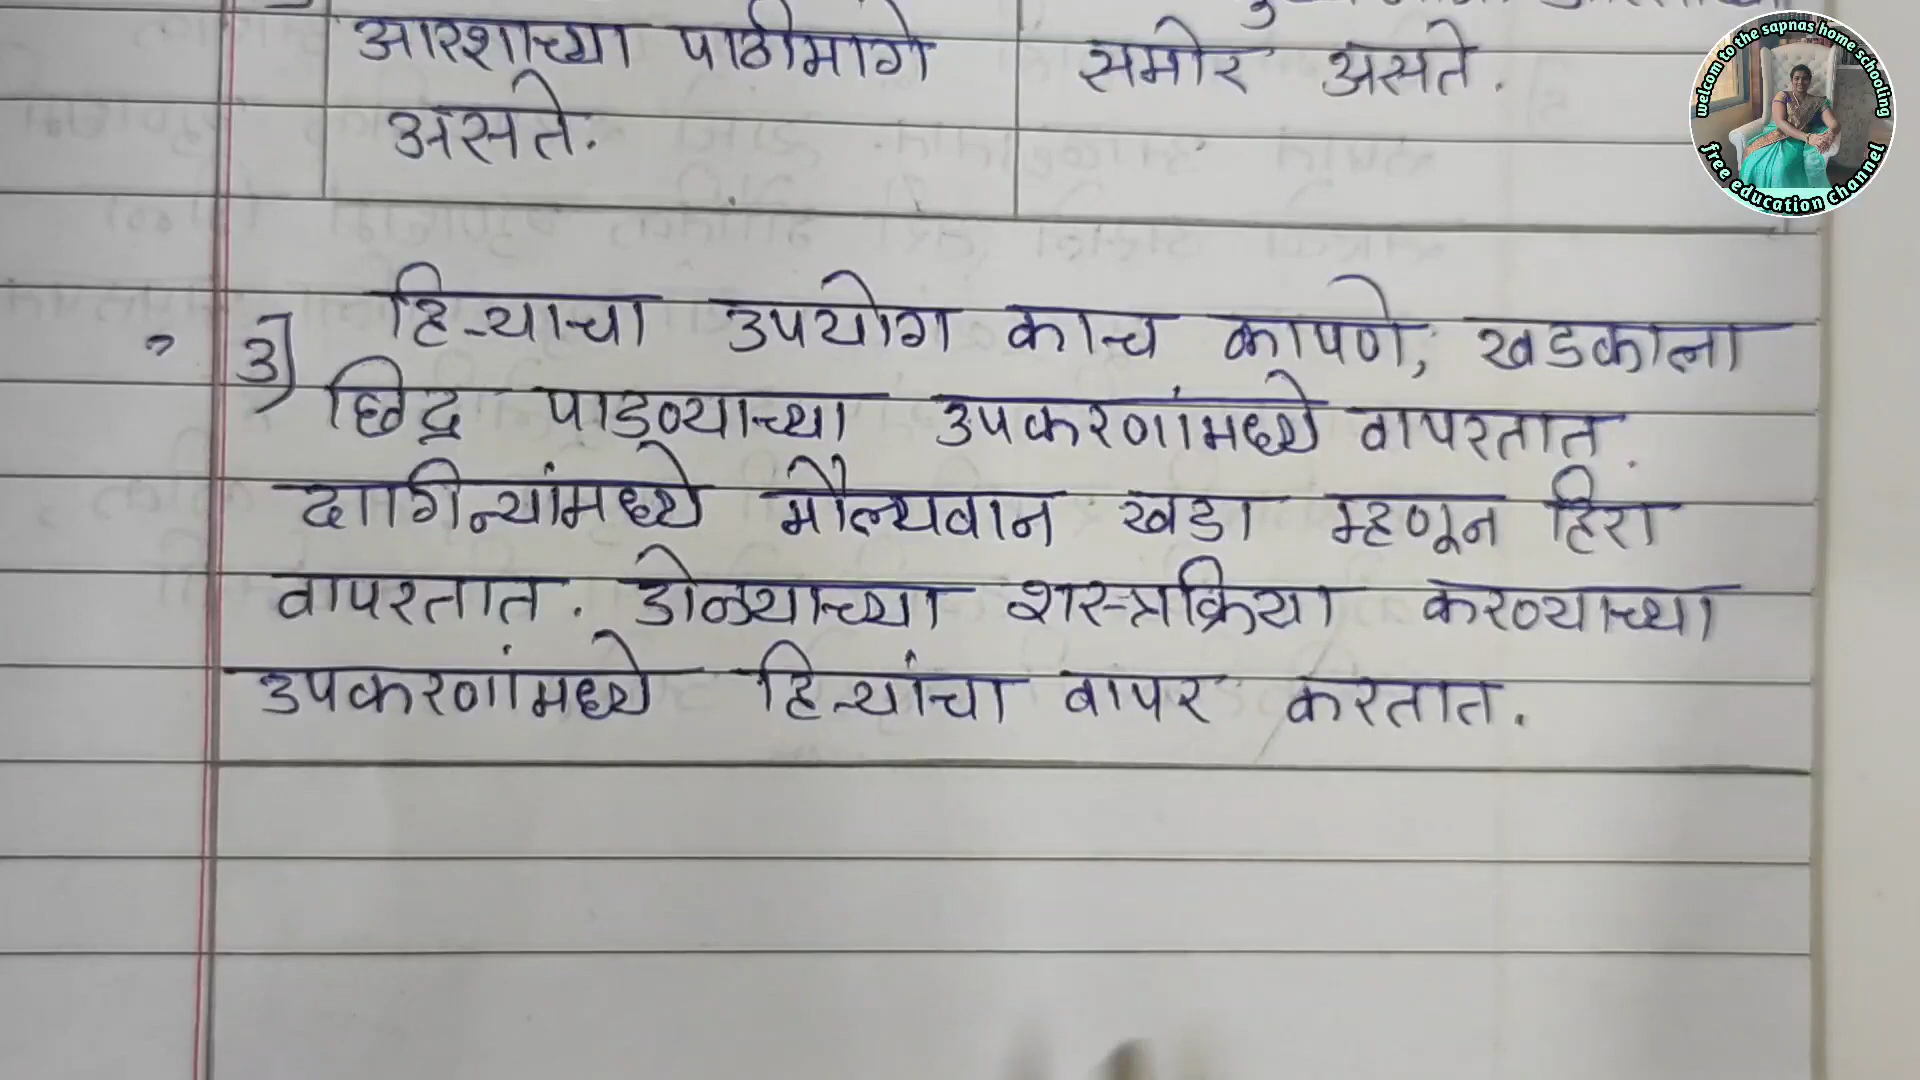 आरशाच्या पाठीमागे
असते.
समोर असते.
३] हिऱ्याचा उपयोग काच कापणे, खडकाला
छिद्र पाडण्याच्या उपकरणांमध्ये वापरतात.
दागिन्यांमध्ये मौल्यवान खडा म्हणून हिरा
वापरतात. डोळ्याच्या शस्त्रक्रिया करण्याच्या
उपकरणांमध्ये हिऱ्यांचा वापर करतात.
welcom to the sapnas home schooling
free education channel